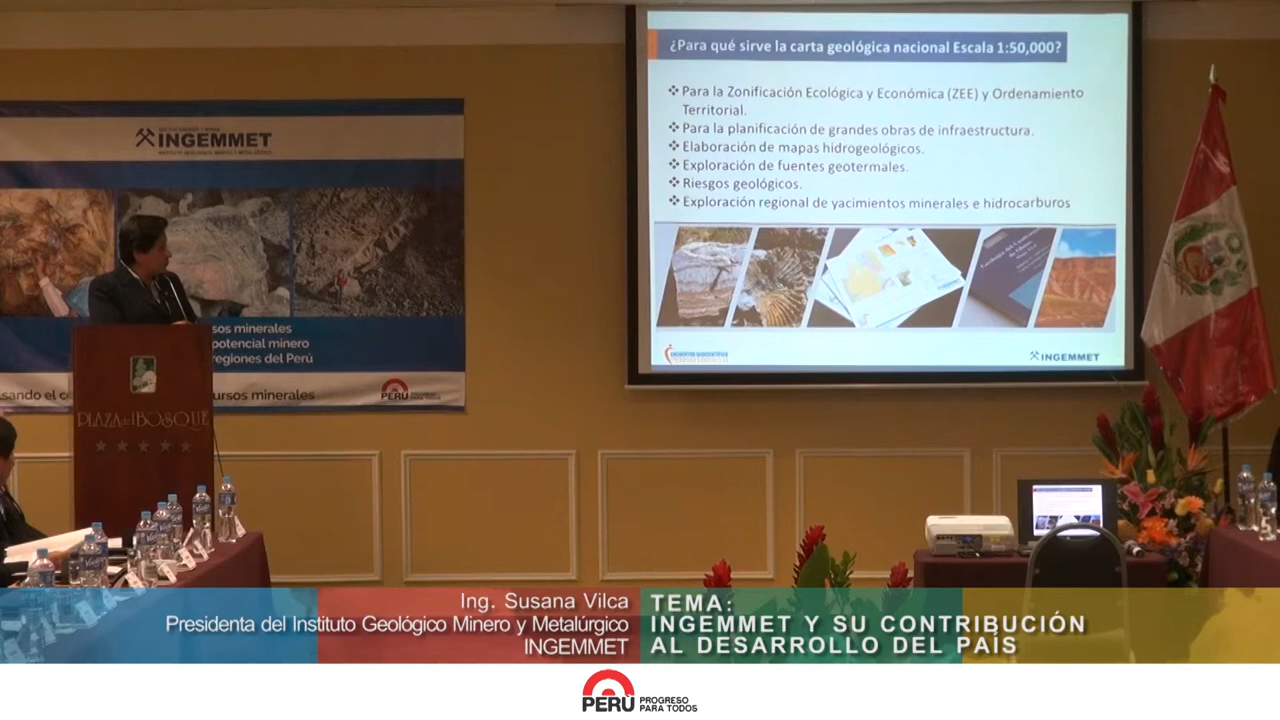 ¿Para qué sirve la carta geológica nacional Escala 1:50,000?
❖ Para la Zonificación Ecológica y Económica (ZEE) y Ordenamiento
Territorial.
❖ Para la planificación de grandes obras de infraestructura.
❖ Elaboración de mapas hidrogeológicos.
❖ Exploración de fuentes geotermales.
❖ Riesgos geológicos.
❖ Exploración regional de yacimientos minerales e hidrocarburos
INGEMMET
INGEMMET
INSTITUTO GEOLÓGICO, MINERO Y METALÚRGICO
sos minerales
potencial minero
regiones del Perú
sando el c
ursos minerales
PERÚ
PLAZA del BOSQUE
Ing. Susana Vilca
Presidenta del Instituto Geológico Minero y Metalúrgico
INGEMMET
TEMA:
INGEMMET Y SU CONTRIBUCIÓN
AL DESARROLLO DEL PAÍS
PERÚ PROGRESO
PARA TODOS